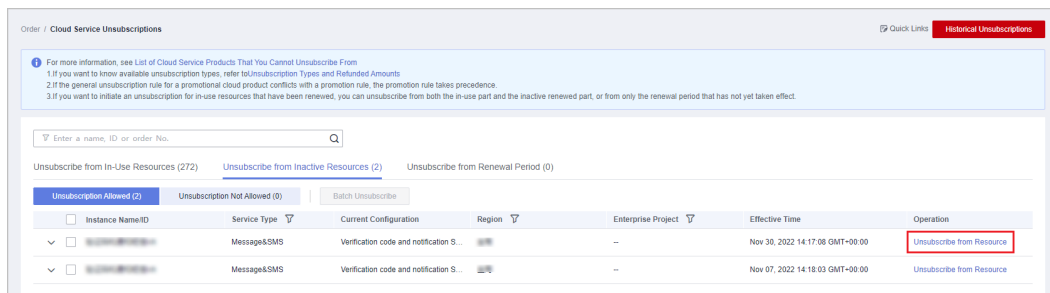 Order / Cloud Service Unsubscriptions
Quick Links
Historical Unsubscriptions
For more information, see List of Cloud Service Products That You Cannot Unsubscribe From
1.If you want to know available unsubscription types, refer toUnsubscription Types and Refunded Amounts
2.If the general unsubscription rule for a promotional cloud product conflicts with a promotion rule, the promotion rule takes precedence.
3.If you want to initiate an unsubscription for in-use resources that have been renewed, you can unsubscribe from both the in-use part and the inactive renewed part, or from only the renewal period that has not yet taken effect.
Enter a name, ID or order No.
Unsubscribe from In-Use Resources (272) Unsubscribe from Inactive Resources (2) Unsubscribe from Renewal Period (0)
Unsubscription Allowed (2) Unsubscription Not Allowed (0) Batch Unsubscribe
Instance Name/ID Service Type Current Configuration Region Enterprise Project Effective Time Operation
Message&SMS Verification code and notification S... -- Nov 30, 2022 14:17:08 GMT+00:00 Unsubscribe from Resource
Message&SMS Verification code and notification S... -- Nov 07, 2022 14:18:03 GMT+00:00 Unsubscribe from Resource